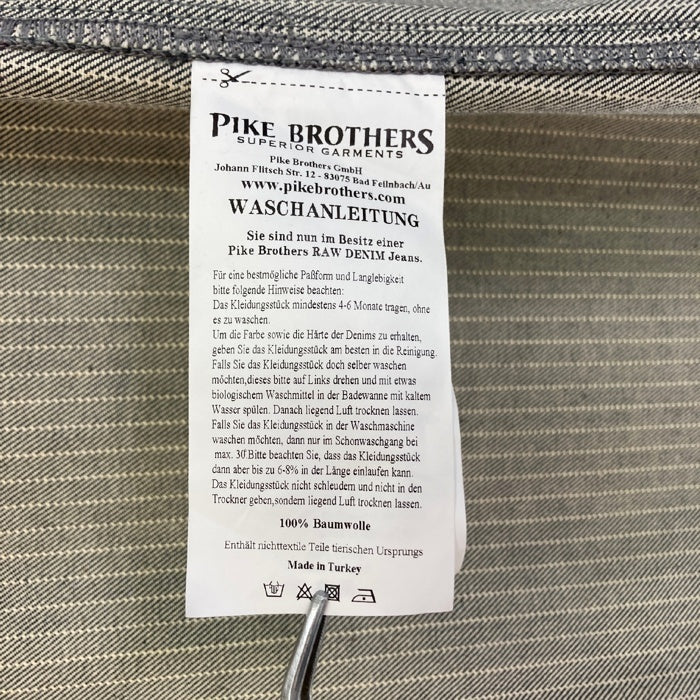 PIKE BROTHERS
SUPERIOR GARMENTS
Pike Brothers GmbH
Johann Flitsch Str. 12 - 83075 Bad Feilnbach/Au
www.pikebrothers.com
WASCHANLEITUNG
Sie sind nun im Besitz einer
Pike Brothers RAW DENIM Jeans.
Für eine bestmögliche Paßform und Langlebigkeit
bitte folgende Hinweise beachten:
Das Kleidungsstück mindestens 4-6 Monate tragen, ohne
es zu waschen.
Um die Farbe sowie die Härte der Denims zu erhalten,
geben Sie das Kleidungsstück am besten in die Reinigung.
Falls Sie das Kleidungsstück doch selber waschen
möchten,dieses bitte auf Links drehen und mit etwas
biologischem Waschmittel in der Badewanne mit kaltem
Wasser spülen. Danach liegend Luft trocknen lassen.
Falls Sie das Kleidungsstück in der Waschmaschine
waschen möchten, dann nur im Schonwaschgang bei
max. 30°.Bitte beachten Sie, dass das Kleidungsstück
dann aber bis zu 6-8% in der Länge einlaufen kann.
Das Kleidungsstück nicht schleudern und nicht in den
Trockner geben,sondern liegend Luft trocknen lassen.
100% Baumwolle
Enthält nichttextile Teile tierischen Ursprungs
Made in Turkey